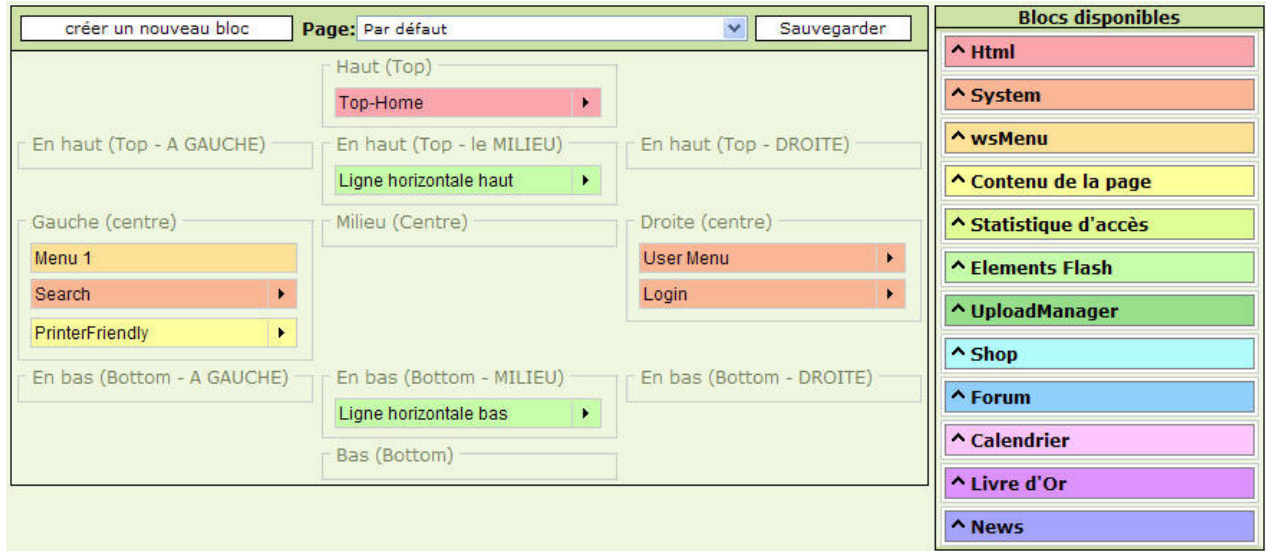 créer un nouveau bloc
Page: Par défaut
Sauvegarder
Haut (Top)
Top-Home
En haut (Top - A GAUCHE)
En haut (Top - le MILIEU)
En haut (Top - DROITE)
Ligne horizontale haut
Gauche (centre)
Milieu (Centre)
Droite (centre)
Menu 1
User Menu
Search
Login
PrinterFriendly
En bas (Bottom - A GAUCHE)
En bas (Bottom - MILIEU)
En bas (Bottom - DROITE)
Ligne horizontale bas
Bas (Bottom)
Blocs disponibles
Html
System
wsMenu
Contenu de la page
Statistique d'accès
Elements Flash
UploadManager
Shop
Forum
Calendrier
Livre d'Or
News